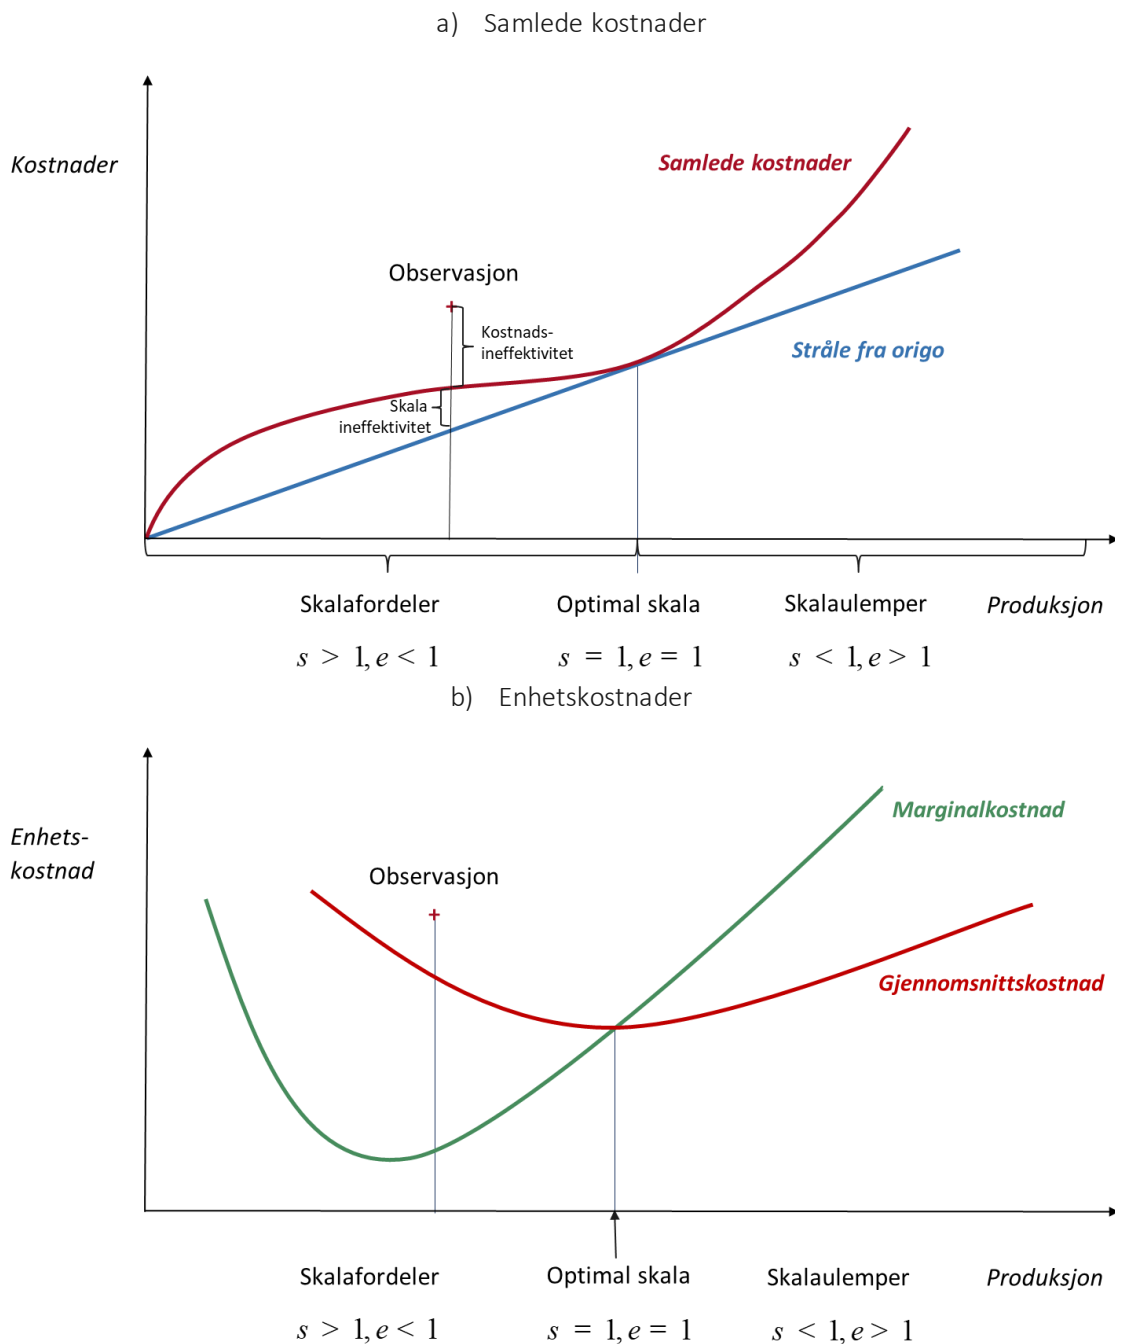 a) Samlede kostnader
Kostnader
Samlede kostnader
Observasjon
Kostnads-
ineffektivitet
Stråle fra origo
Skala
ineffektivitet
Skalafordeler
Optimal skala
Skalaulemper
Produksjon
s > 1, e < 1
s = 1, e = 1
s < 1, e > 1
b) Enhetskostnader
Enhets-
kostnad
Marginalkostnad
Observasjon
Gjennomsnittskostnad
Skalafordeler
Optimal skala
Skalaulemper
Produksjon
s > 1, e < 1
s = 1, e = 1
s < 1, e > 1